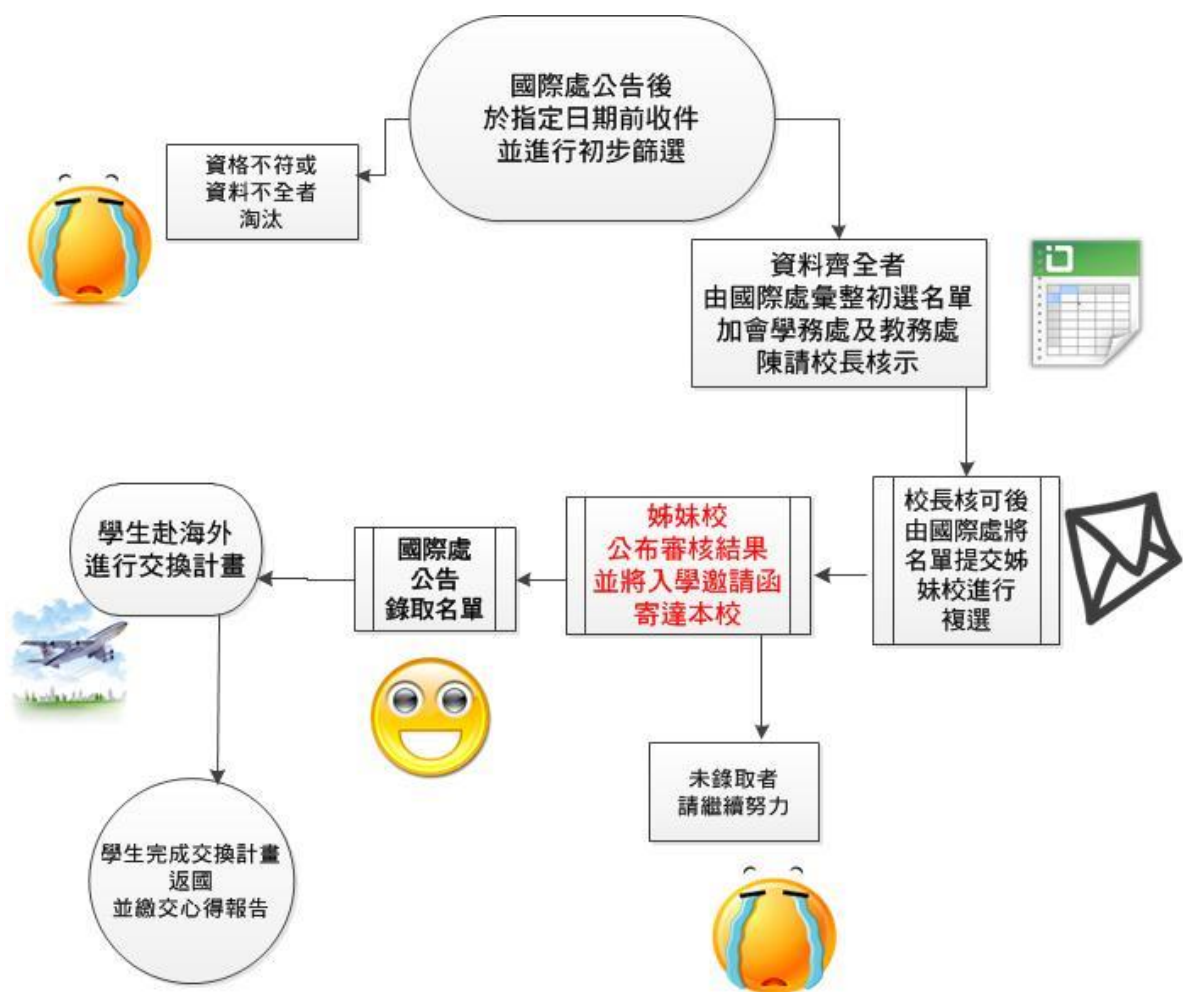 國際處公告後
於指定日期前收件
並進行初步篩選
資格不符或
資料不全者
淘汰
資料齊全者
由國際處彙整初選名單
加會學務處及教務處
陳請校長核示
校長核可後
由國際處將
名單提交姊
妹校進行
複選
姊妹校
公布審核結果
並將入學邀請函
寄達本校
國際處
公告
錄取名單
學生赴海外
進行交換計畫
未錄取者
請繼續努力
學生完成交換計畫
返國
並繳交心得報告